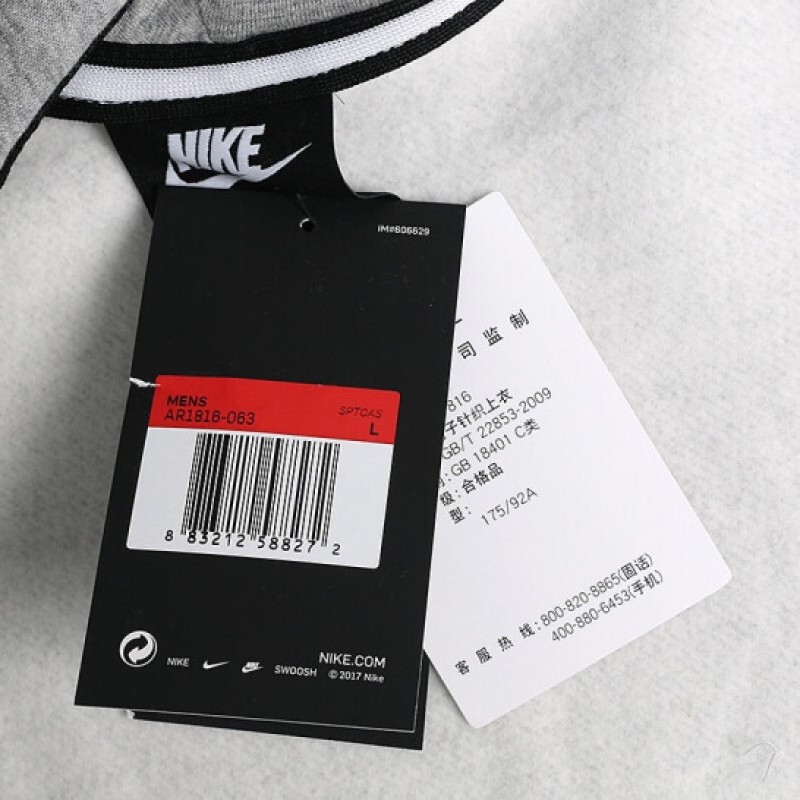 NIKE
IM#606629
MENS
AR1816-063
SPTCAS
L
8 83212 58827 2
NIKE
SWOOSH
NIKE.COM
© 2017 Nike
司 监 制
816
子针织上衣
GB/T 22853-2009
: GB 18401 C类
级: 合格品
型: 175/92A
客 服 热 线: 800-820-8865(固话)
400-880-6453(手机)